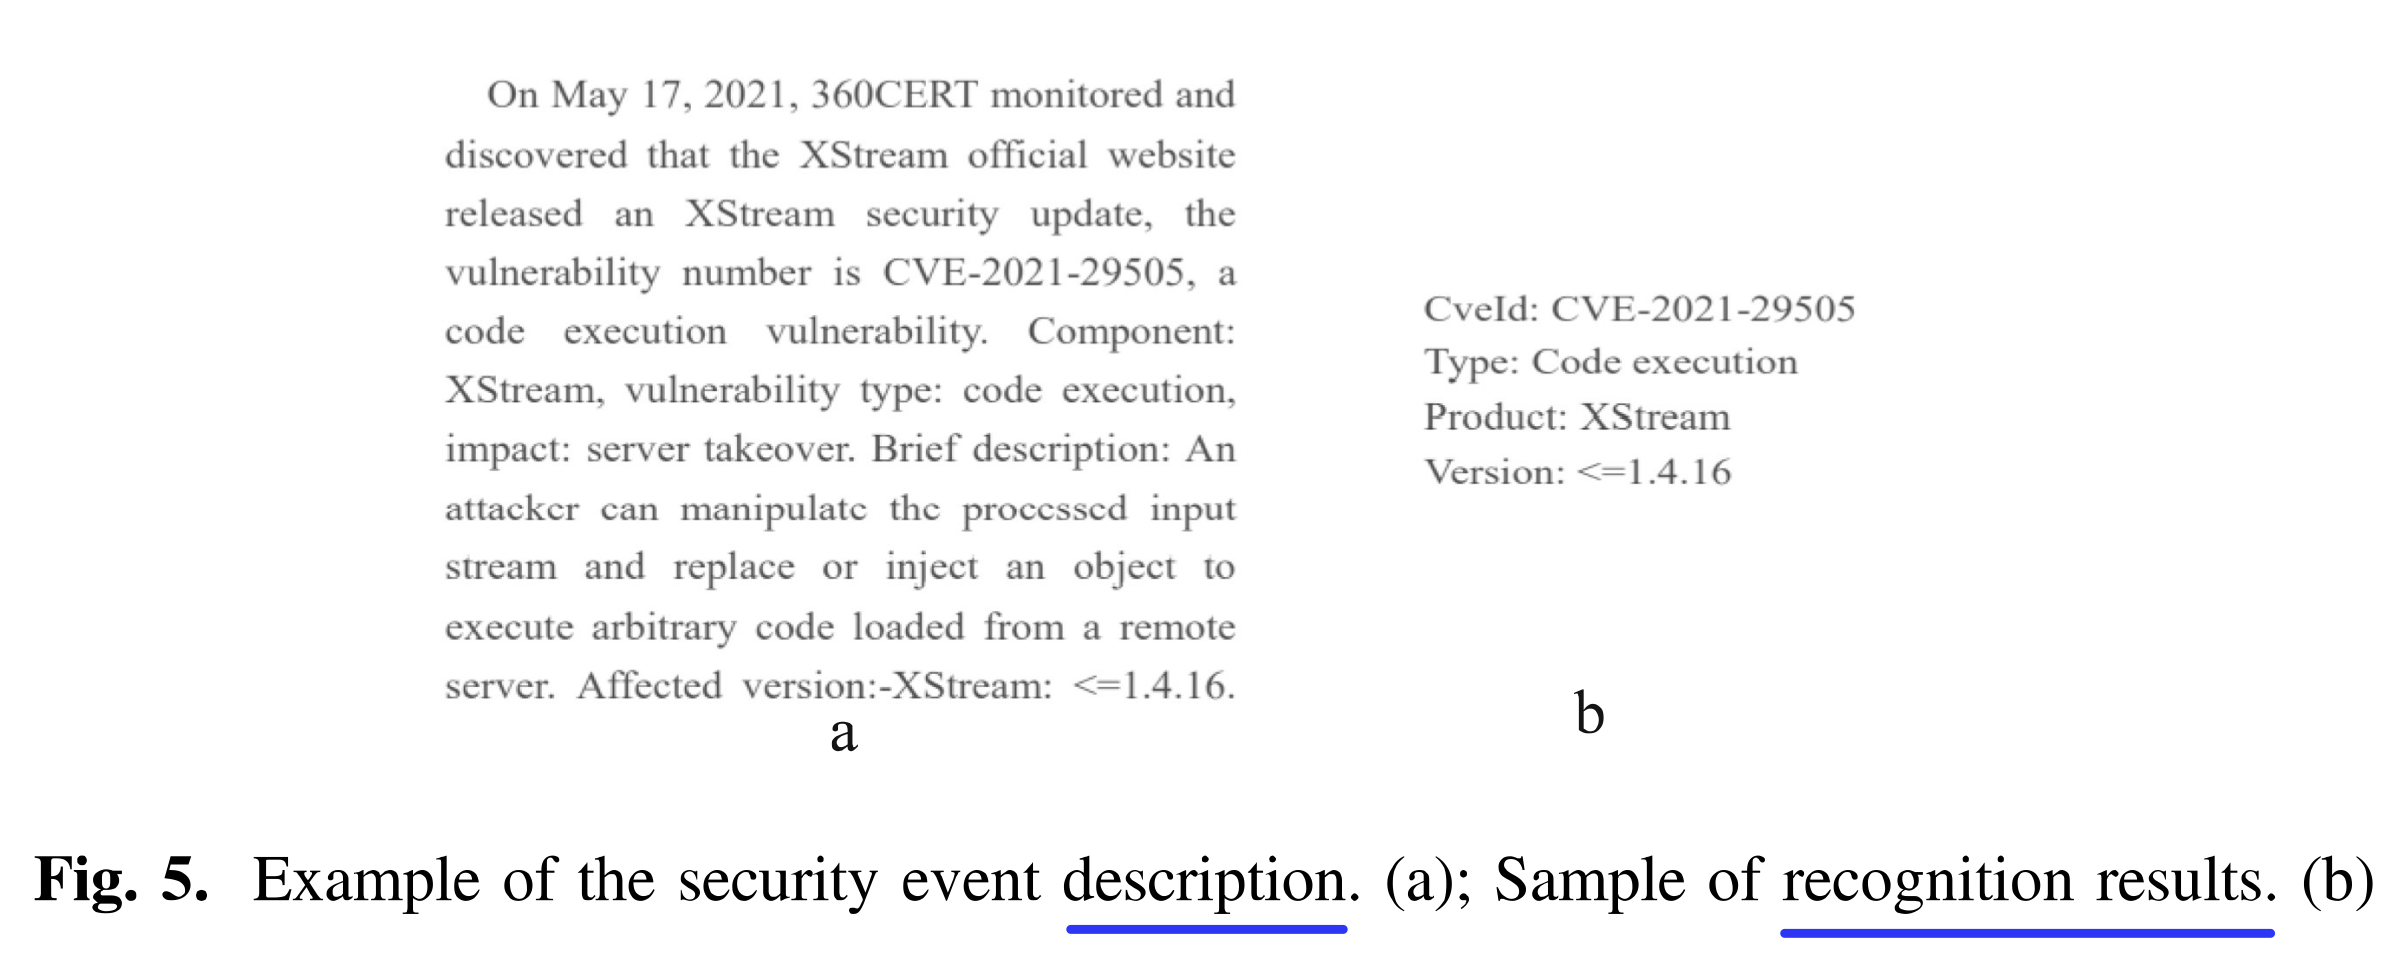 On May 17, 2021, 360CERT monitored and
discovered that the XStream official website
released an XStream security update, the
vulnerability number is CVE-2021-29505, a
code execution vulnerability. Component:
XStream, vulnerability type: code execution,
impact: server takeover. Brief description: An
attacker can manipulate the processed input
stream and replace or inject an object to
execute arbitrary code loaded from a remote
server. Affected version:-XStream: <=1.4.16.
a
CveId: CVE-2021-29505
Type: Code execution
Product: XStream
Version: <=1.4.16
b
Fig. 5. Example of the security event description. (a); Sample of recognition results. (b)